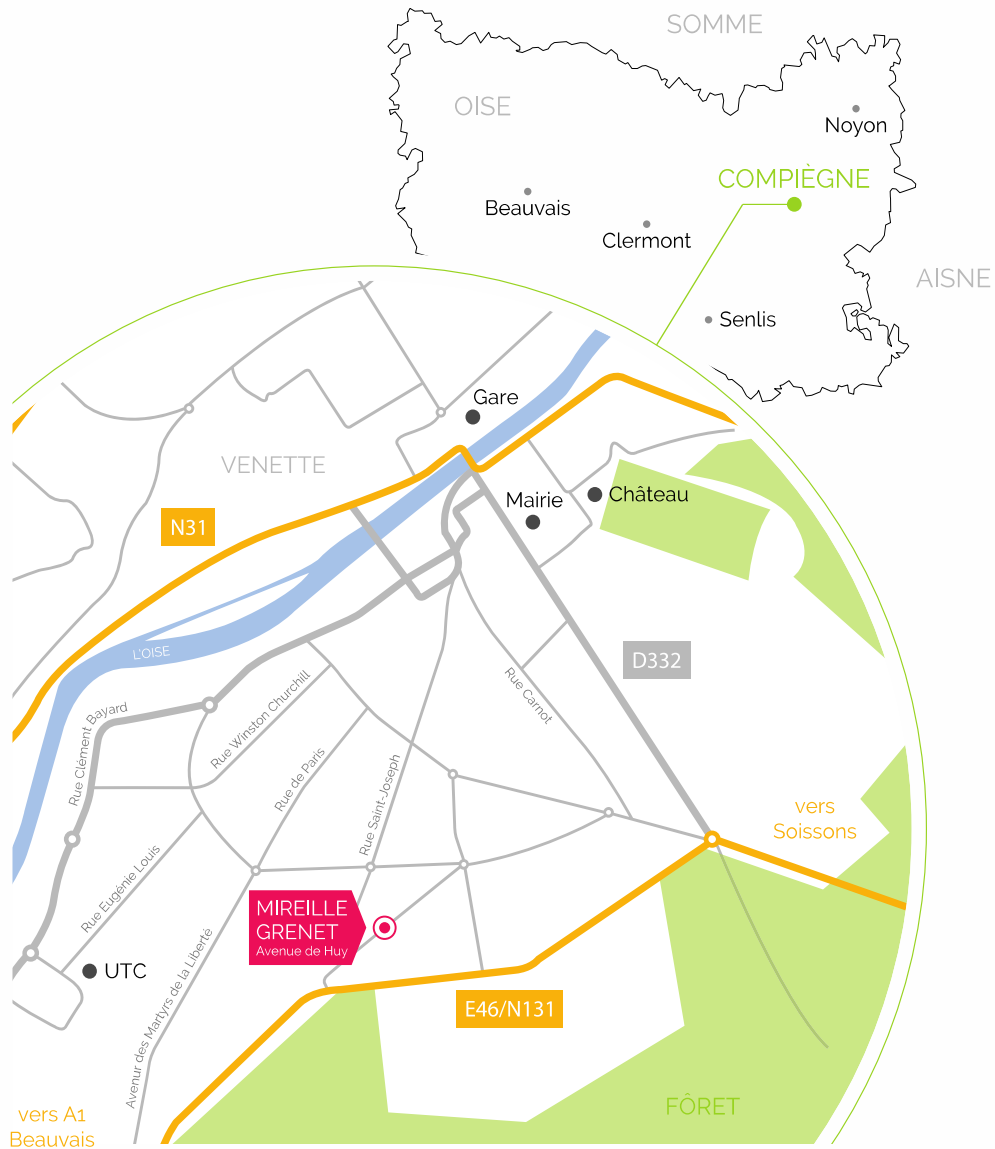 SOMME
OISE
Noyon
COMPIÈGNE
Beauvais
Clermont
AISNE
Senlis
Gare
VENETTE
Château
Mairie
N31
L'OISE
D332
Rue Carnot
Rue Clément Bayard
Rue Winston Churchill
Rue de Paris
Rue Saint-Joseph
vers
Soissons
Rue Eugénie Louis
MIREILLE
GRENET
Avenue de Huy
UTC
Avenur des Martyrs de la Liberté
E46/N131
FÔRET
vers A1
Beauvais